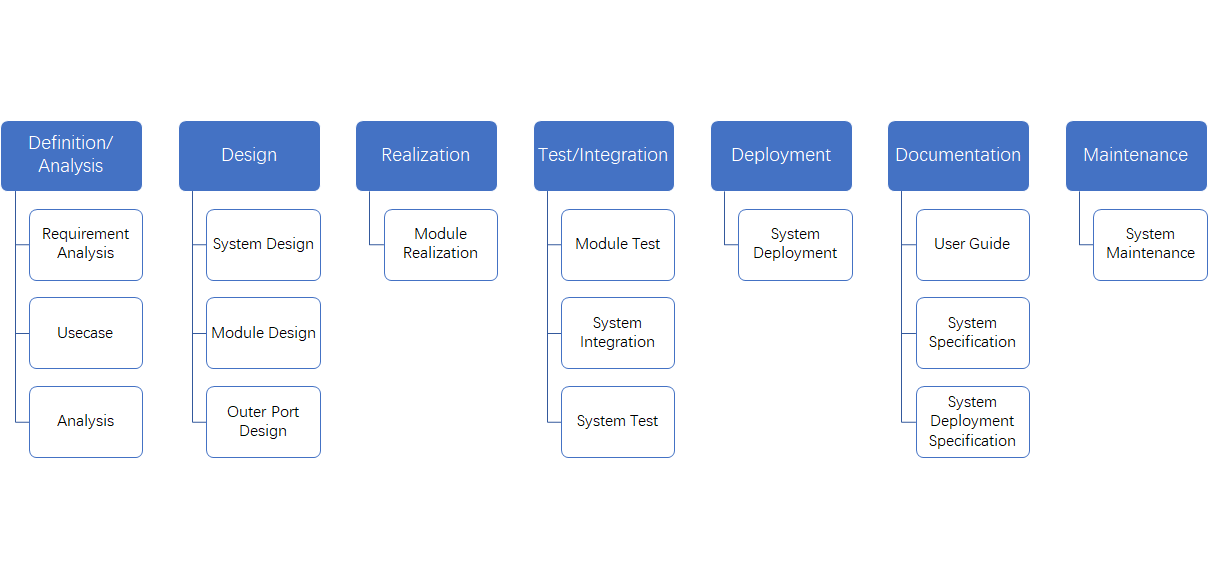 Definition/
Analysis
Requirement
Analysis
Usecase
Analysis
Design
System Design
Module Design
Outer Port
Design
Realization
Module
Realization
Test/Integration
Module Test
System
Integration
System Test
Deployment
System
Deployment
Documentation
User Guide
System
Specification
System
Deployment
Specification
Maintenance
System
Maintenance